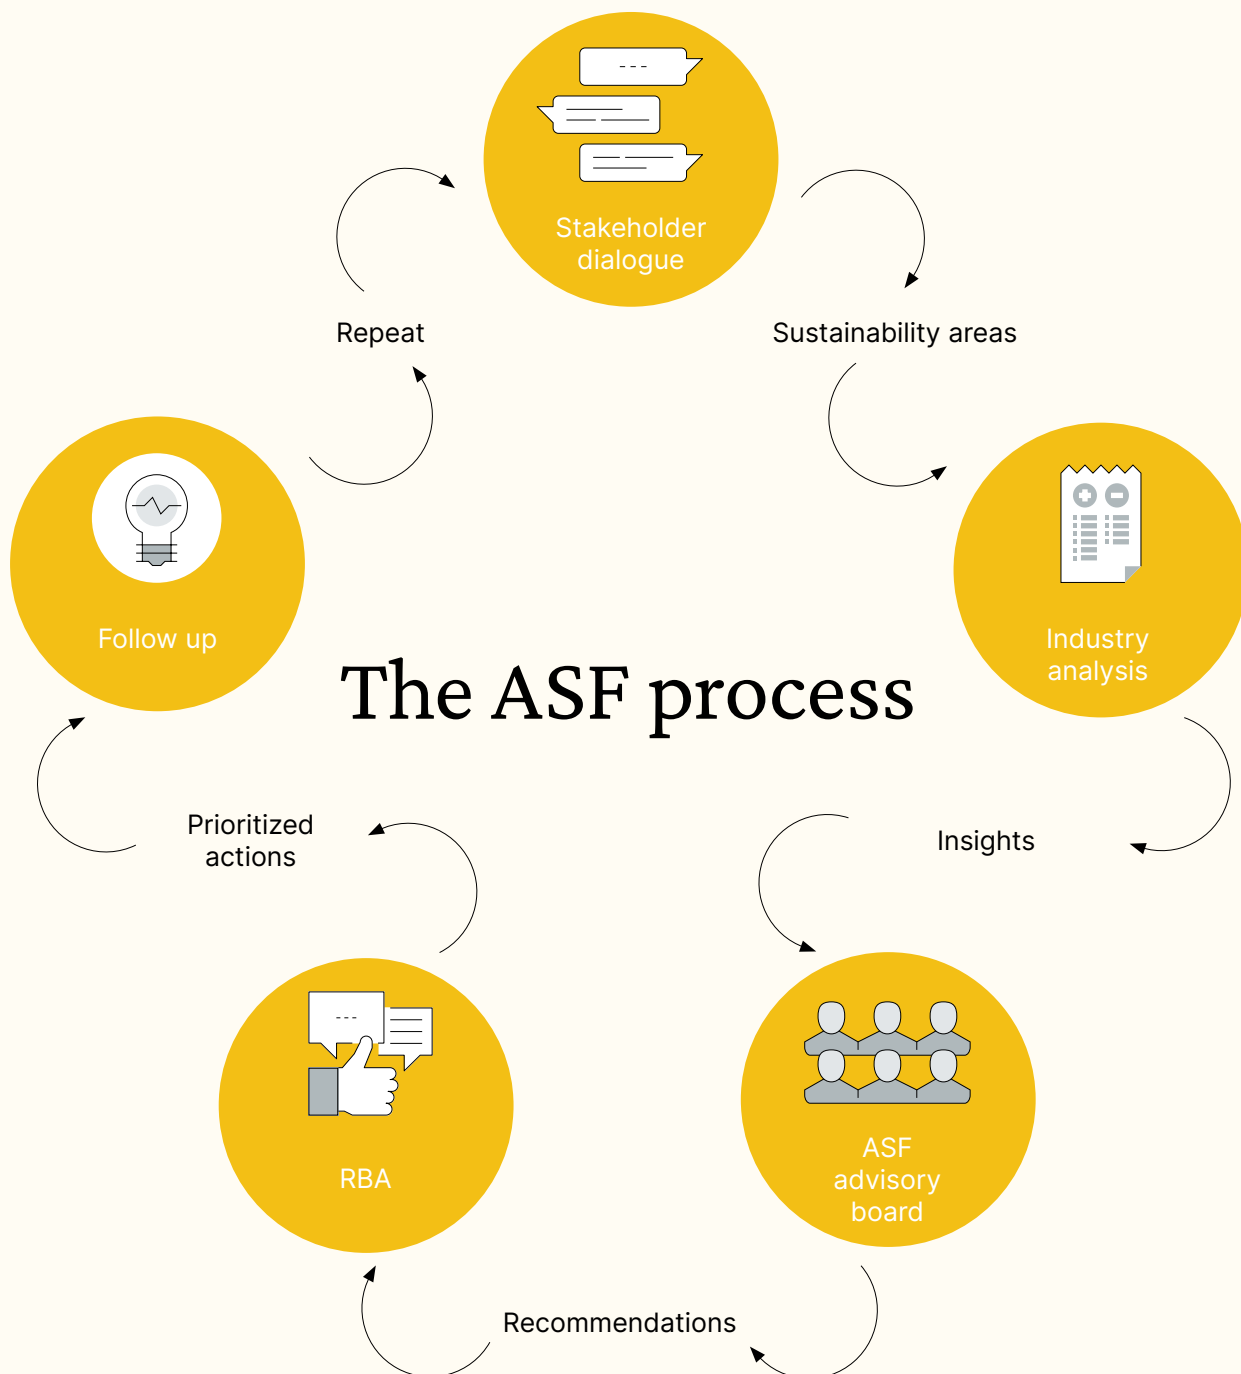 Stakeholder
dialogue
Repeat
Sustainability areas
Follow up
Industry
analysis
The ASF process
Prioritized
actions
Insights
RBA
ASF
advisory
board
Recommendations